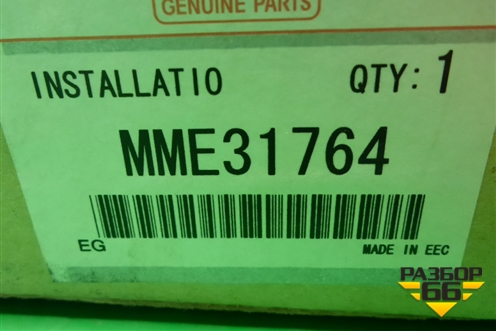 GENUINE PARTS
INSTALLATIO QTY: 1
MME31764
EG MADE IN EEC
РАЗБОР
66